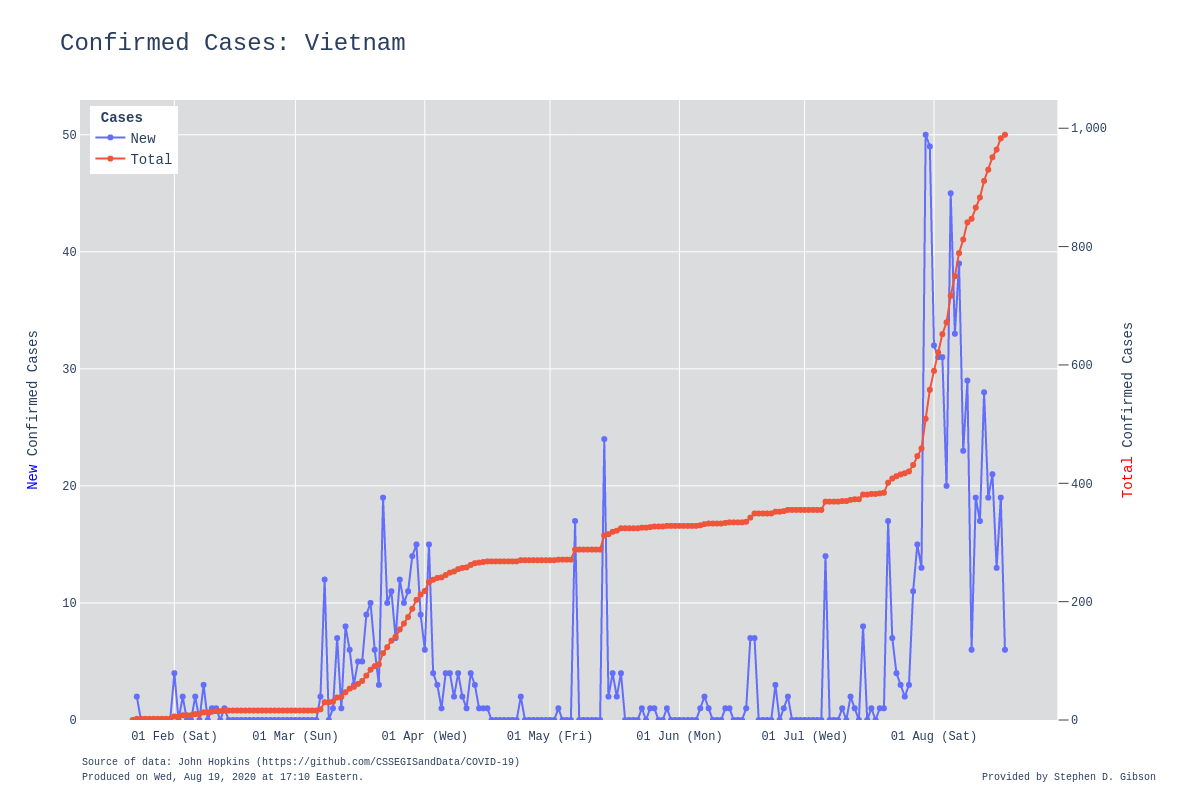 Confirmed Cases: Vietnam
Cases
New
Total
50
40
30
20
10
0
1,000
800
600
400
200
0
New Confirmed Cases
Total Confirmed Cases
01 Feb (Sat) 01 Mar (Sun) 01 Apr (Wed) 01 May (Fri) 01 Jun (Mon) 01 Jul (Wed) 01 Aug (Sat)
Source of data: John Hopkins (https://github.com/CSSEGISandData/COVID-19)
Produced on Wed, Aug 19, 2020 at 17:10 Eastern.
Provided by Stephen D. Gibson